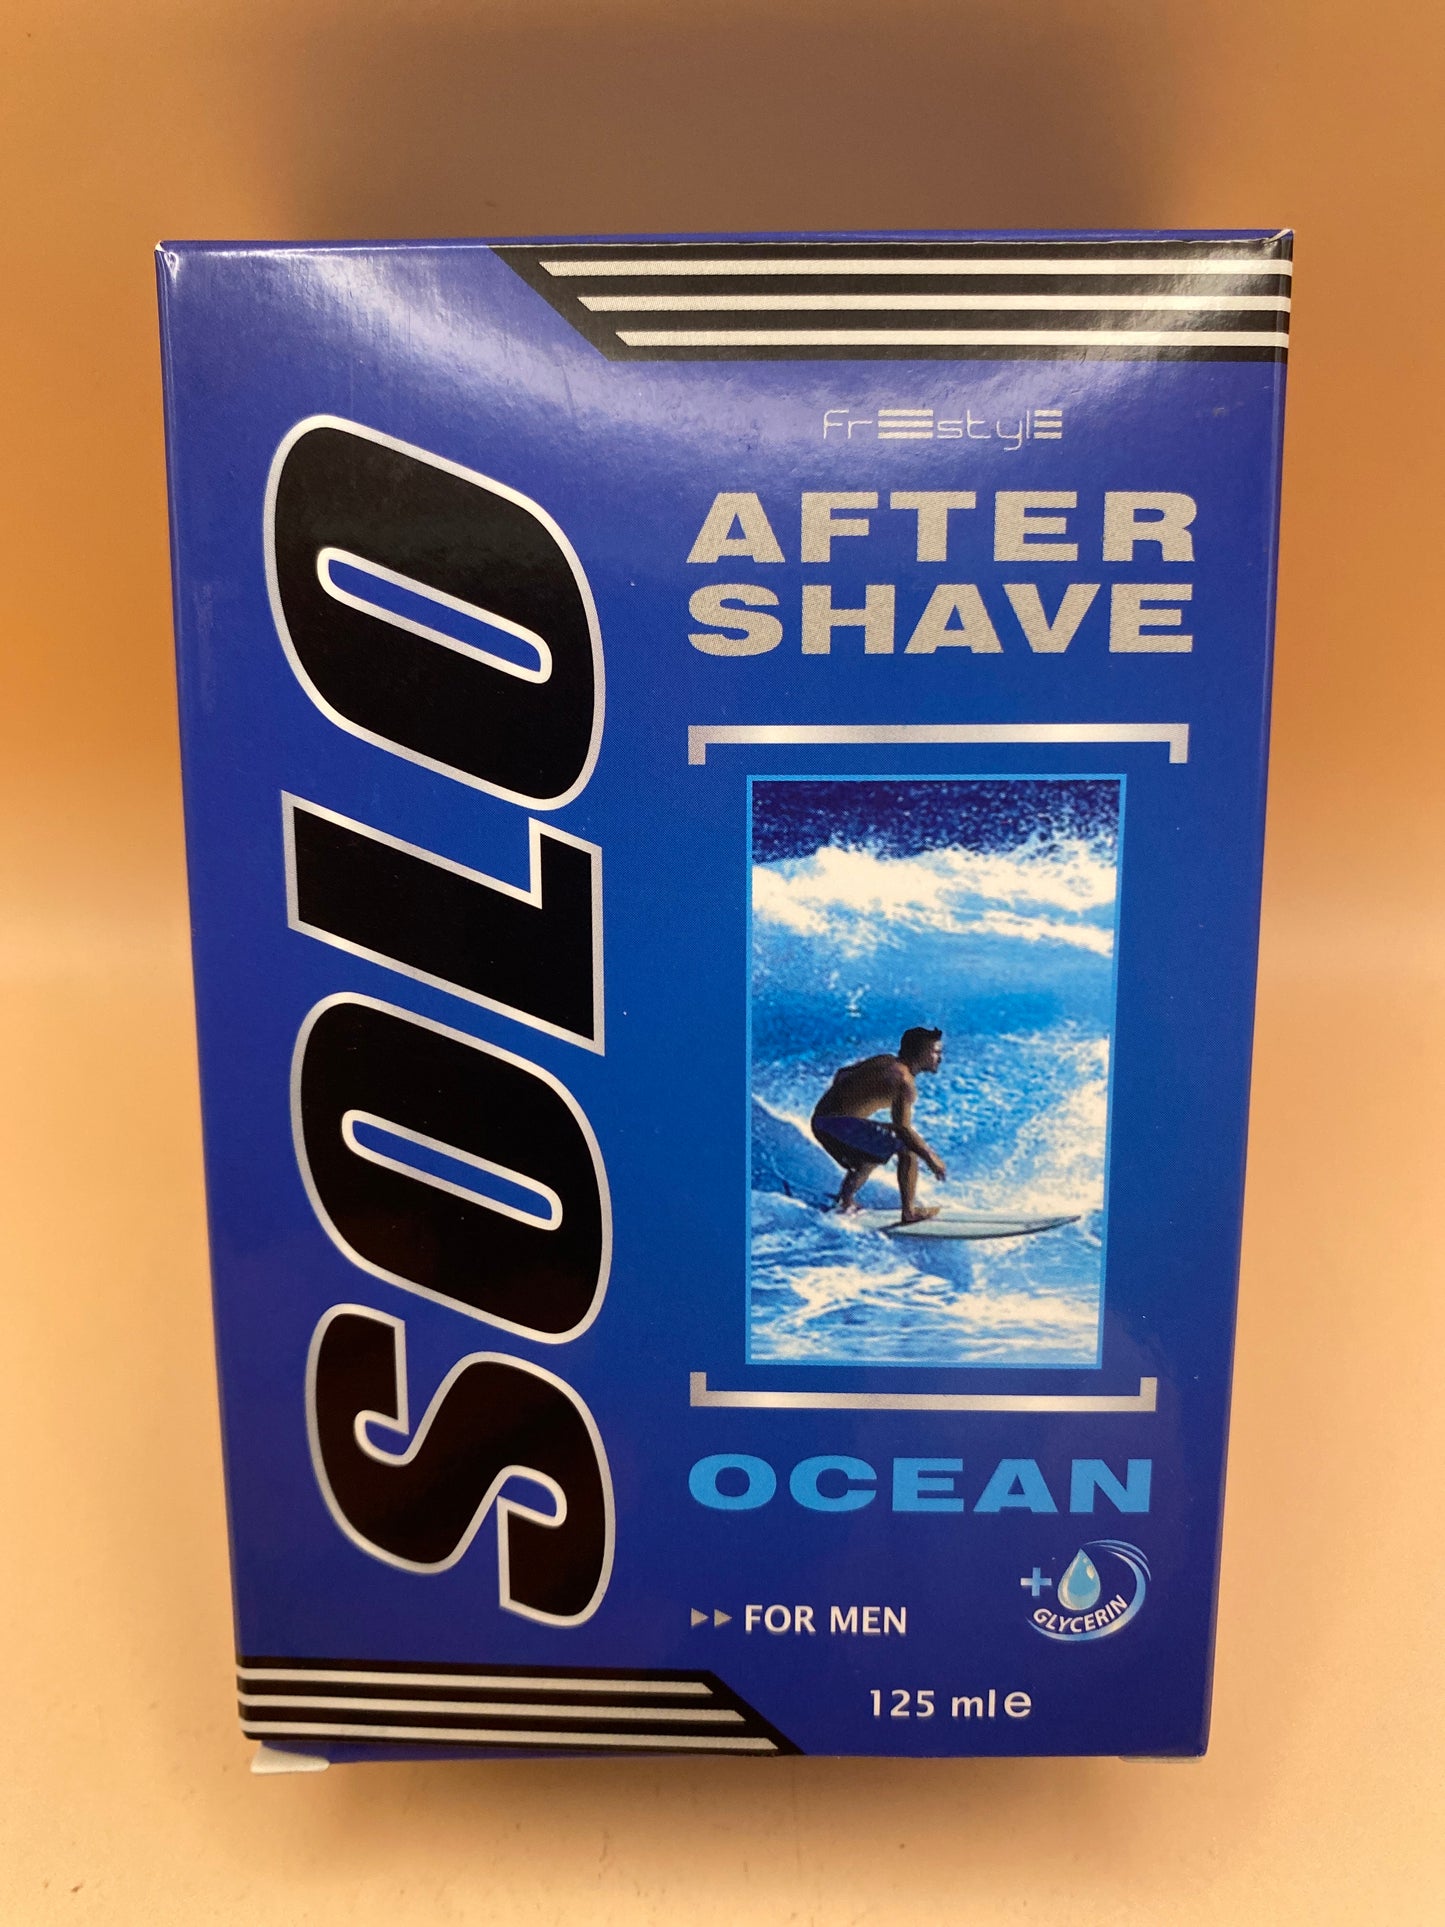 SOLO
frEstylE
AFTER
SHAVE
OCEAN
+
GLYCERIN
FOR MEN
125 ml e